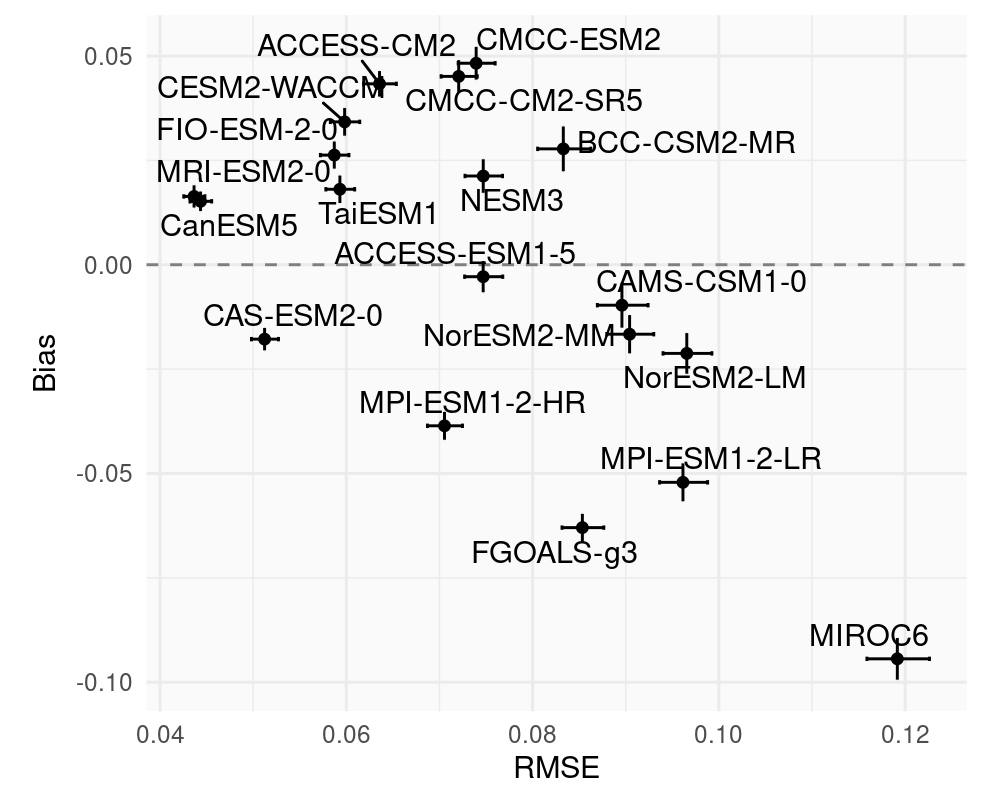 0.05
0.00
-0.05
-0.10
Bias
ACCESS-CM2
CMCC-ESM2
CESM2-WACCM
CMCC-CM2-SR5
FIO-ESM-2-0
BCC-CSM2-MR
MRI-ESM2-0
NESM3
TaiESM1
CanESM5
ACCESS-ESM1-5
CAMS-CSM1-0
CAS-ESM2-0
NorESM2-MM
NorESM2-LM
MPI-ESM1-2-HR
MPI-ESM1-2-LR
FGOALS-g3
MIROC6
0.04
0.06
0.08
0.10
0.12
RMSE